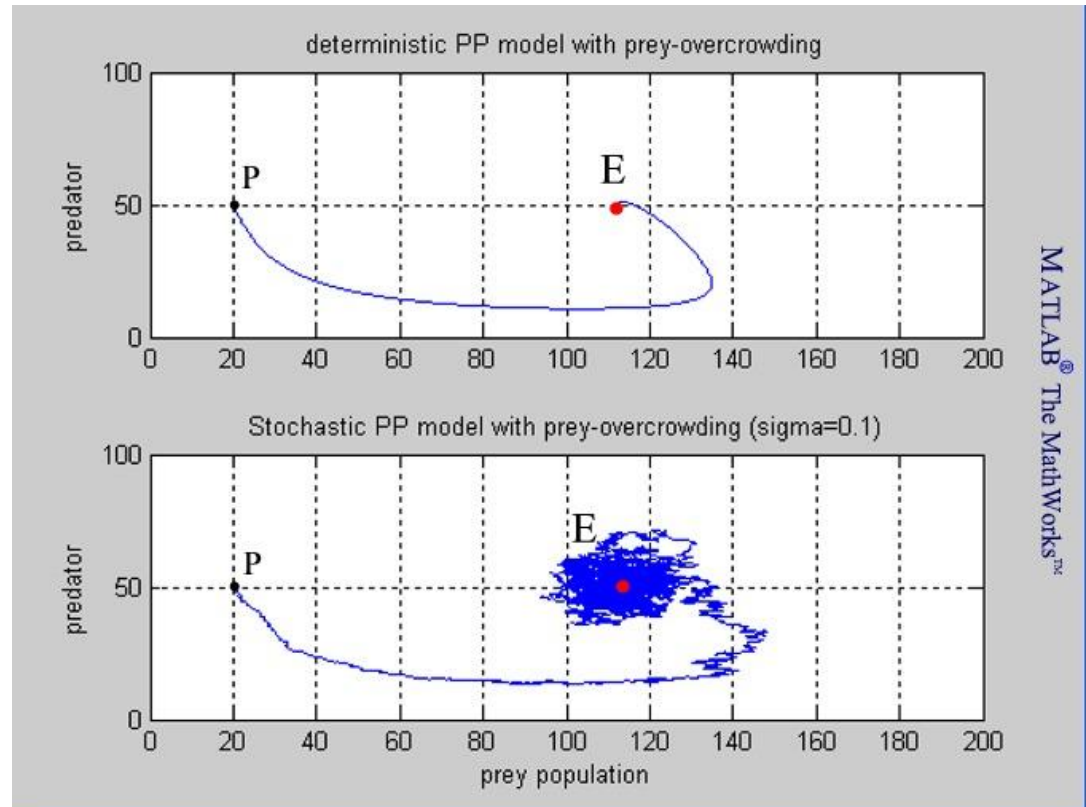 deterministic PP model with prey-overcrowding
100
50
0
predator
P
E
0 20 40 60 80 100 120 140 160 180 200
Stochastic PP model with prey-overcrowding (sigma=0.1)
100
50
0
predator
P
E
0 20 40 60 80 100 120 140 160 180 200
prey population
MATLAB® The MathWorks™